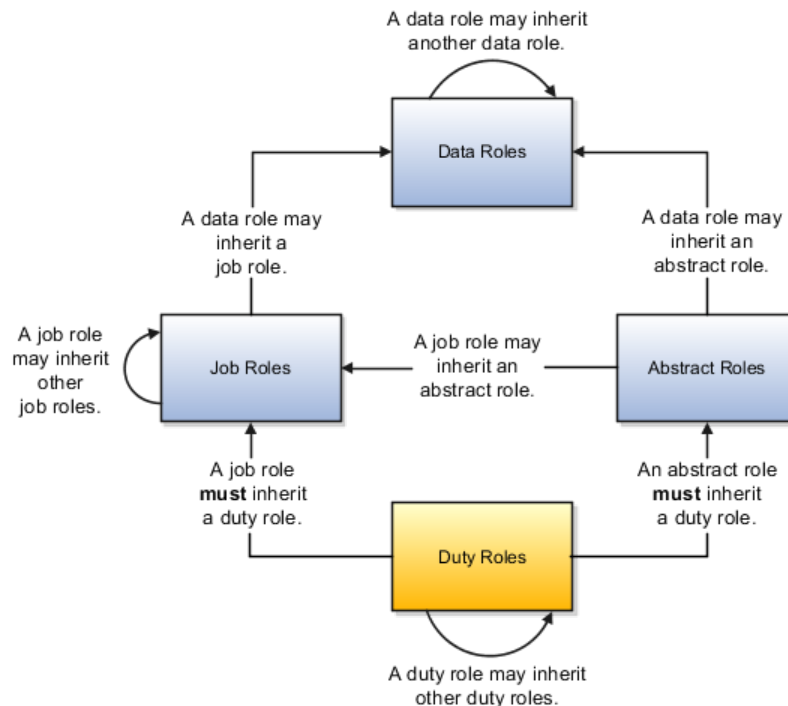 A data role may inherit
another data role.
Data Roles
A data role may
inherit a
job role.
A data role may
inherit an
abstract role.
A job role
may inherit
other
job roles.
Job Roles
A job role may
inherit an
abstract role.
Abstract Roles
A job role
must inherit
a duty role.
An abstract role
must inherit
a duty role.
Duty Roles
A duty role may inherit
other duty roles.